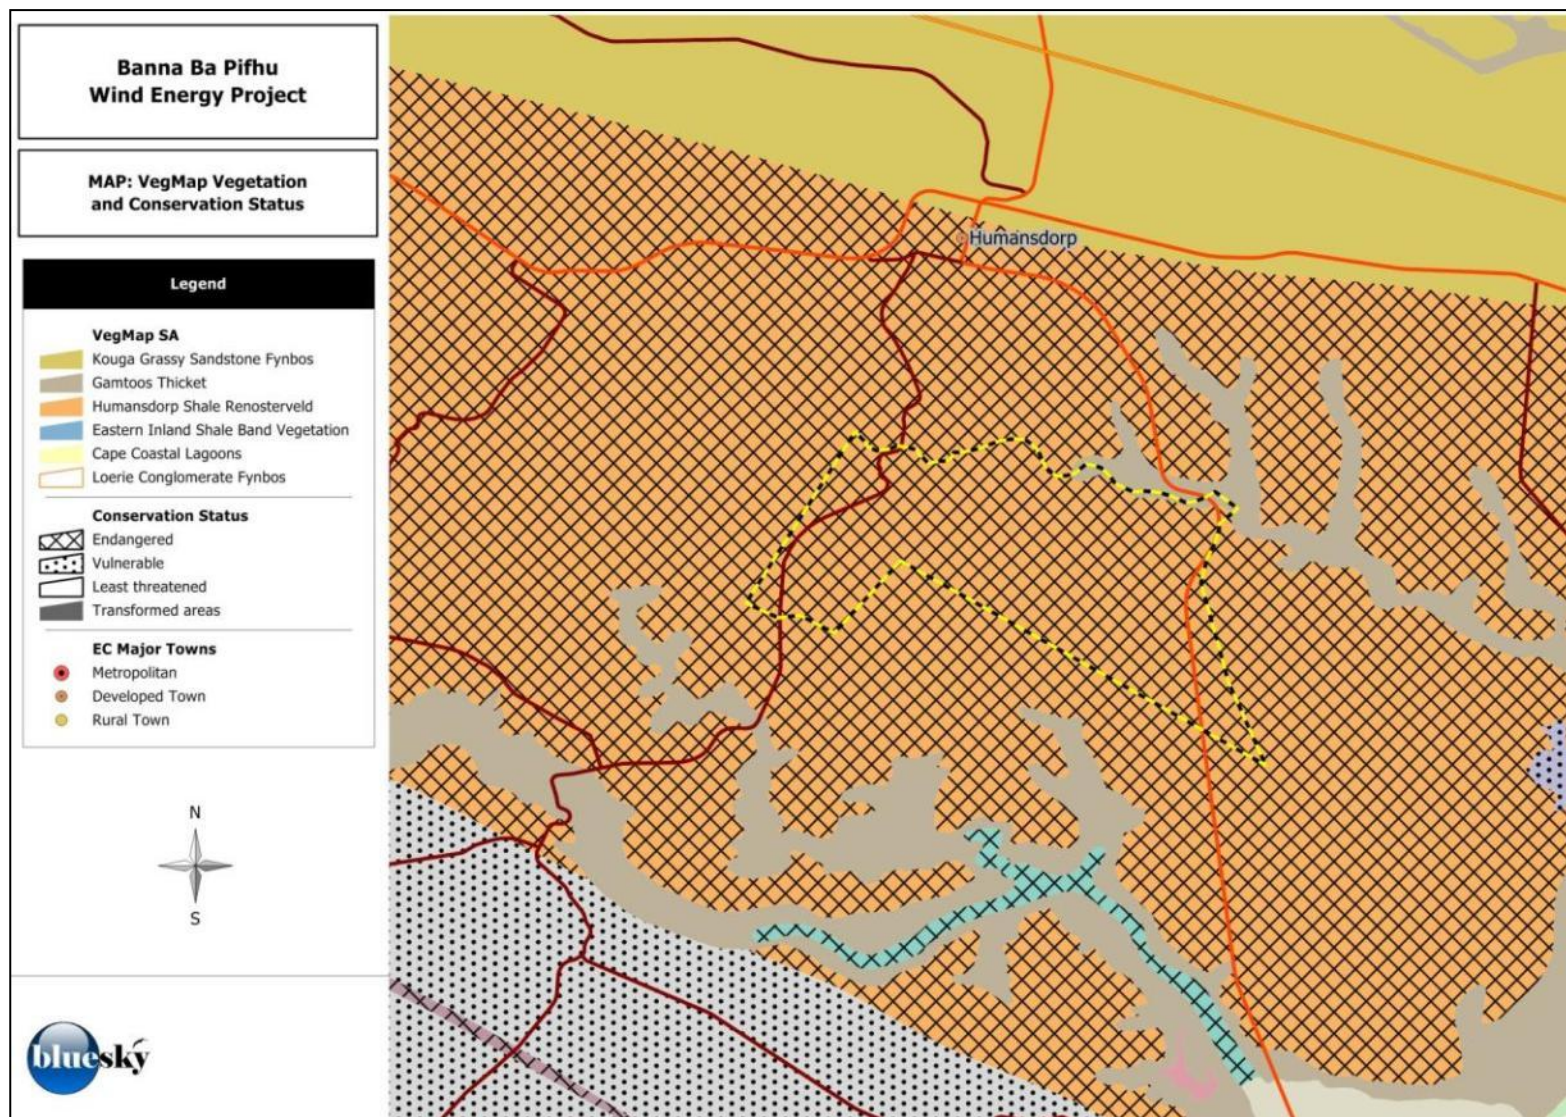 Banna Ba Pifhu
Wind Energy Project
MAP: VegMap Vegetation
and Conservation Status
Legend
VegMap SA
Kouga Grassy Sandstone Fynbos
Gamtoos Thicket
Humansdorp Shale Renosterveld
Eastern Inland Shale Band Vegetation
Cape Coastal Lagoons
Loerie Conglomerate Fynbos
Conservation Status
Endangered
Vulnerable
Least threatened
Transformed areas
EC Major Towns
Metropolitan
Developed Town
Rural Town
N
S
bluesky
Humansdorp